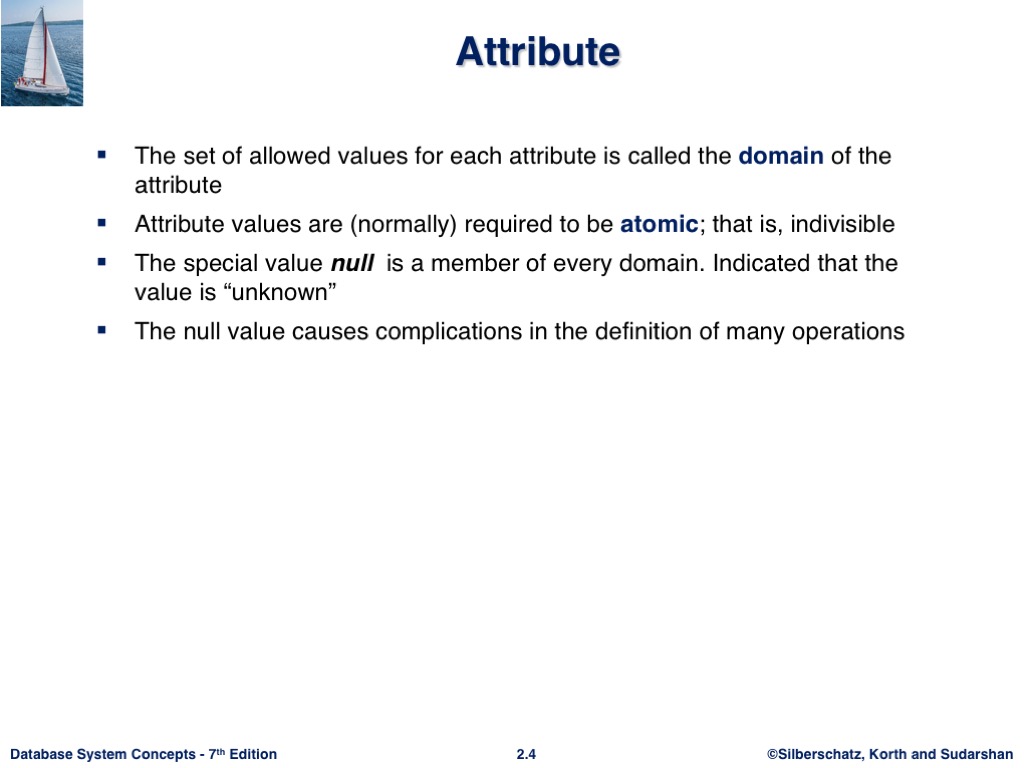 Attribute
▪ The set of allowed values for each attribute is called the domain of the
attribute
▪ Attribute values are (normally) required to be atomic; that is, indivisible
▪ The special value null is a member of every domain. Indicated that the
value is “unknown”
▪ The null value causes complications in the definition of many operations
Database System Concepts - 7th Edition
2.4
©Silberschatz, Korth and Sudarshan